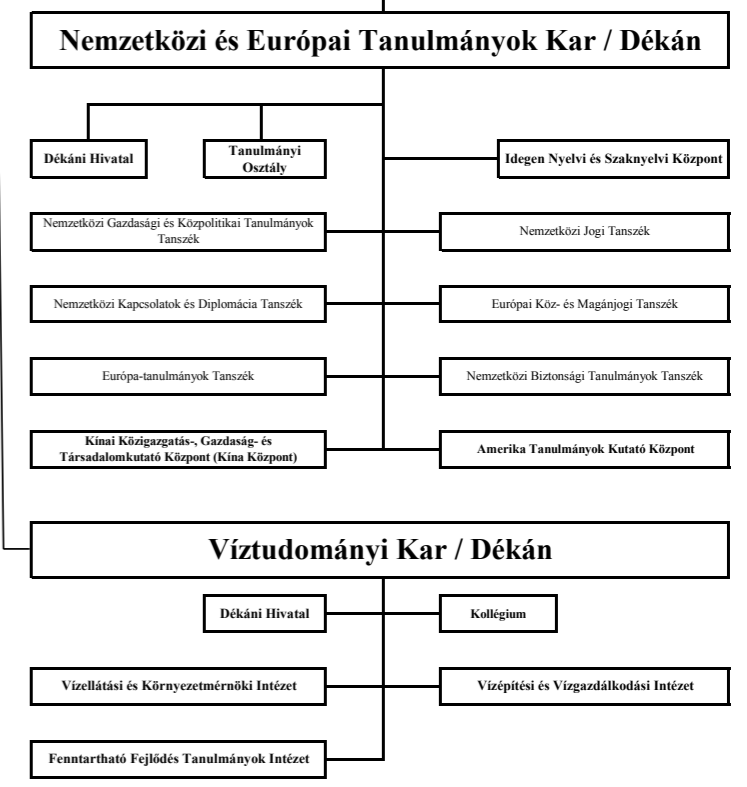 Nemzetközi és Európai Tanulmányok Kar / Dékán
Dékáni Hivatal
Tanulmányi
Osztály
Idegen Nyelvi és Szaknyelvi Központ
Nemzetközi Gazdasági és Közpolitikai Tanulmányok
Tanszék
Nemzetközi Jogi Tanszék
Nemzetközi Kapcsolatok és Diplomácia Tanszék
Európai Köz- és Magánjogi Tanszék
Európa-tanulmányok Tanszék
Nemzetközi Biztonsági Tanulmányok Tanszék
Kínai Közigazgatás-, Gazdaság- és
Társadalomkutató Központ (Kína Központ)
Amerika Tanulmányok Kutató Központ
Víztudományi Kar / Dékán
Dékáni Hivatal
Kollégium
Vízellátási és Környezetmérnöki Intézet
Vízépítési és Vízgazdálkodási Intézet
Fenntartható Fejlődés Tanulmányok Intézet